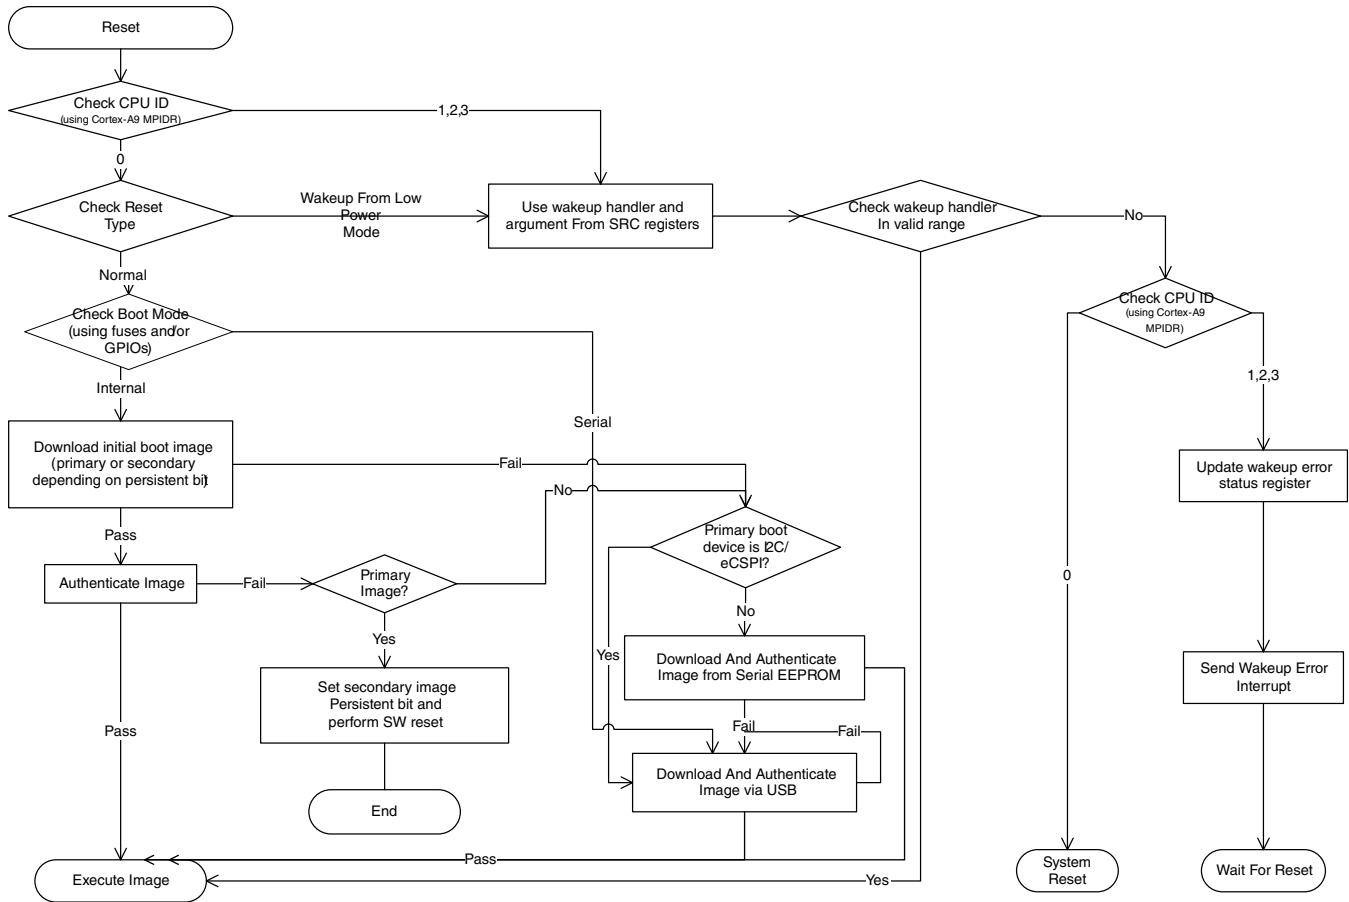 Reset
Check CPU ID
(using Cortex-A9 MPIDR)
1,2,3
0
Check Reset
Type
Wakeup From Low
Power
Mode
Use wakeup handler and
argument From SRC registers
Check wakeup handler
In valid range
No
Normal
Check Boot Mode
(using fuses and/or
GPIOs)
Check CPU ID
(using Cortex-A9
MPIDR)
Internal
1,2,3
Serial
Download initial boot image
(primary or secondary
depending on persistent bit)
Fail
No
Update wakeup error
status register
Pass
Primary boot
device is I2C/
eCSPI?
Authenticate Image
Fail
Primary
Image?
0
No
Yes
Yes
Download And Authenticate
Image from Serial EEPROM
Send Wakeup Error
Interrupt
Set secondary image
Persistent bit and
perform SW reset
Pass
Fail
Fail
Download And Authenticate
Image via USB
End
Pass
Execute Image
Yes
System
Reset
Wait For Reset